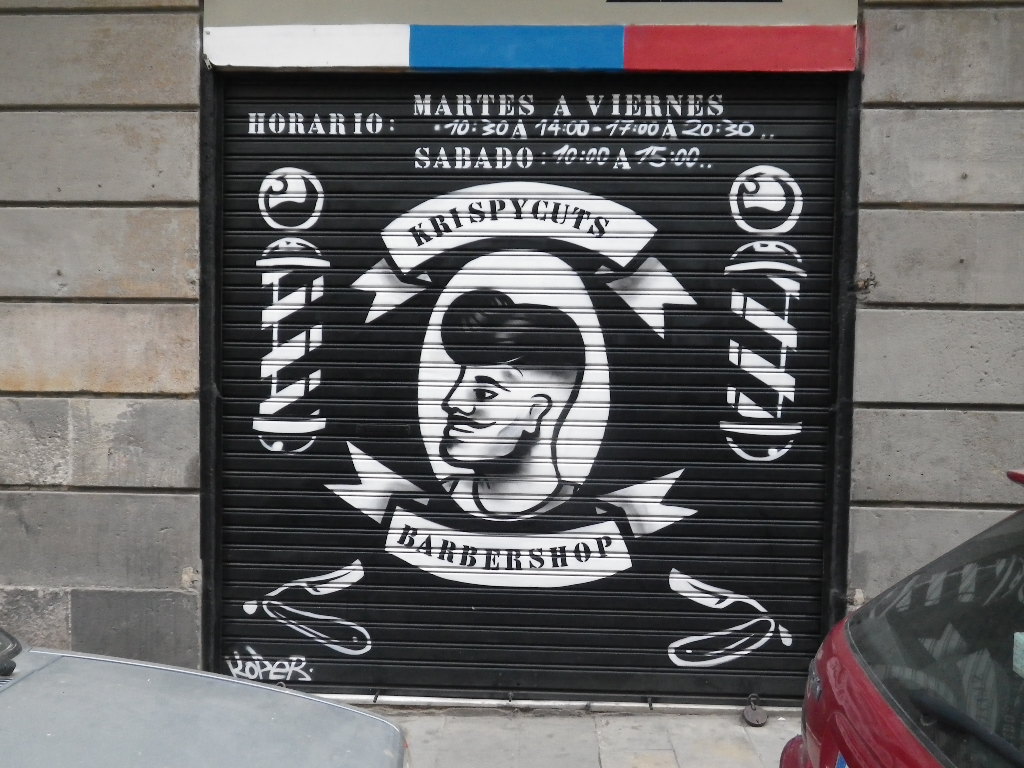 MARTES A VIERNES
HORARIO: ·10:30 A 14:00-17:00 A 20:30..
SABADO: 10:00 A 15:00..
KRISPYCUTS
BARBERSHOP
KOPER.